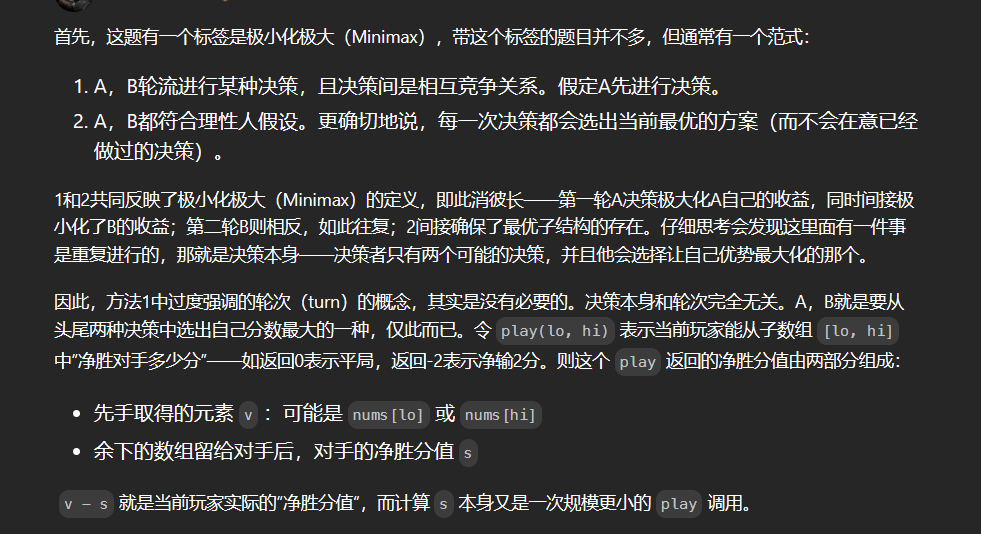 首先，这题有一个标签是极小化极大（Minimax），带这个标签的题目并不多，但通常有一个范式：
1. A，B轮流进行某种决策，且决策间是相互竞争关系。假定A先进行决策。
2. A，B都符合理性人假设。更确切地说，每一次决策都会选出当前最优的方案（而不会在意已经
做过的决策）。
1和2共同反映了极小化极大（Minimax）的定义，即此消彼长——第一轮A决策极大化A自己的收益，同时间接极
小化了B的收益；第二轮B则相反，如此往复；2间接确保了最优子结构的存在。仔细思考会发现这里面有一件事
是重复进行的，那就是决策本身——决策者只有两个可能的决策，并且他会选择让自己优势最大化的那个。
因此，方法1中过度强调的轮次（turn）的概念，其实是没有必要的。决策本身和轮次完全无关。A，B就是要从
头尾两种决策中选出自己分数最大的一种，仅此而已。令 play(lo, hi) 表示当前玩家能从子数组 [lo, hi]
中“净胜对手多少分”——如返回0表示平局，返回-2表示净输2分。则这个 play 返回的净胜分值由两部分组成：
• 先手取得的元素 v ：可能是 nums[lo] 或 nums[hi]
• 余下的数组留给对手后，对手的净胜分值 s
v – s 就是当前玩家实际的“净胜分值”，而计算 s 本身又是一次规模更小的 play 调用。